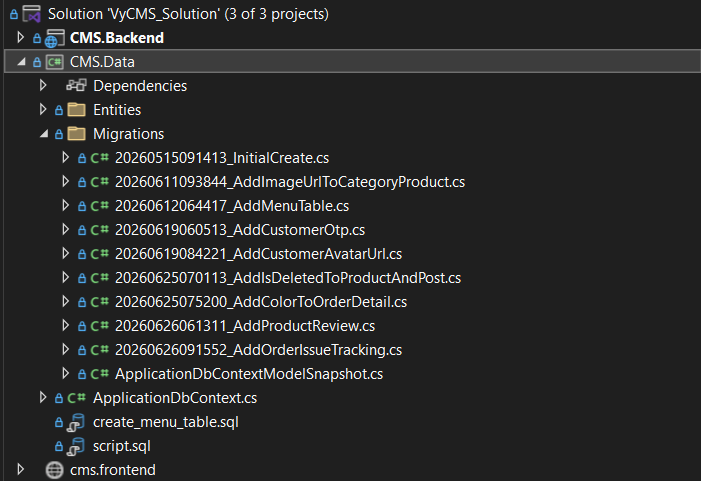 Solution 'VyCMS_Solution' (3 of 3 projects)
CMS.Backend
C# CMS.Data
Dependencies
Entities
Migrations
C# 20260515091413_InitialCreate.cs
C# 20260611093844_AddImageUrlToCategoryProduct.cs
C# 20260612064417_AddMenuTable.cs
C# 20260619060513_AddCustomerOtp.cs
C# 20260619084221_AddCustomerAvatarUrl.cs
C# 20260625070113_AddIsDeletedToProductAndPost.cs
C# 20260625075200_AddColorToOrderDetail.cs
C# 20260626061311_AddProductReview.cs
C# 20260626091552_AddOrderIssueTracking.cs
C# ApplicationDbContextModelSnapshot.cs
C# ApplicationDbContext.cs
create_menu_table.sql
script.sql
cms.frontend